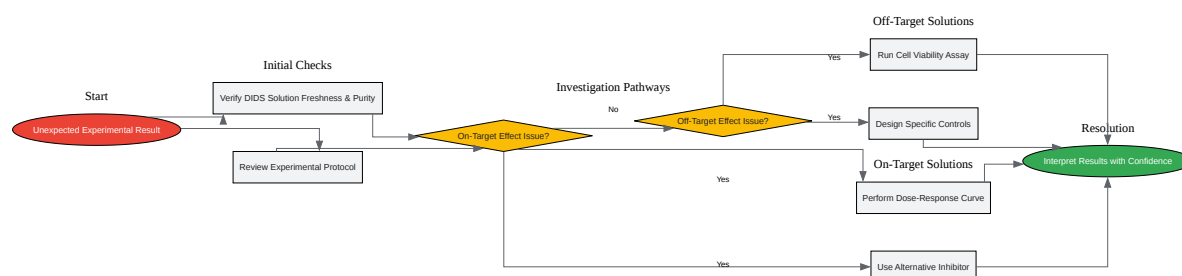 Start
Unexpected Experimental Result
Initial Checks
Verify DIDS Solution Freshness & Purity
Review Experimental Protocol
On-Target Effect Issue?
Investigation Pathways
No
Off-Target Effect Issue?
Yes
Yes
Yes
Yes
Off-Target Solutions
Run Cell Viability Assay
Design Specific Controls
On-Target Solutions
Perform Dose-Response Curve
Use Alternative Inhibitor
Resolution
Interpret Results with Confidence